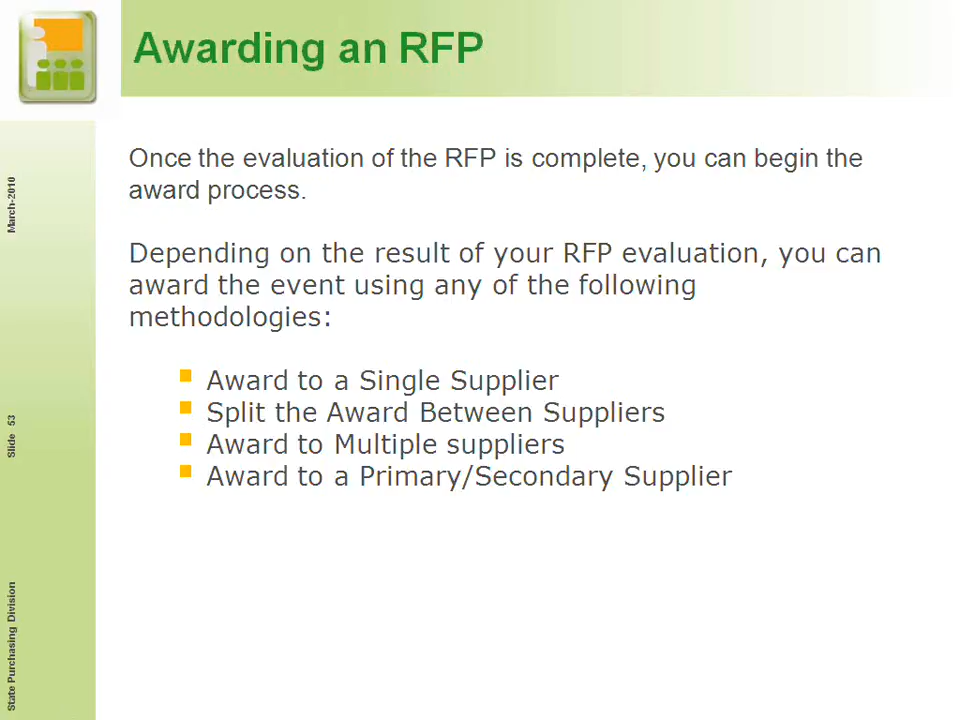 Awarding an RFP
Once the evaluation of the RFP is complete, you can begin the
award process.
Depending on the result of your RFP evaluation, you can
award the event using any of the following
methodologies:
Award to a Single Supplier
Split the Award Between Suppliers
Award to Multiple suppliers
Award to a Primary/Secondary Supplier
March-2010
Slide 53
State Purchasing Division